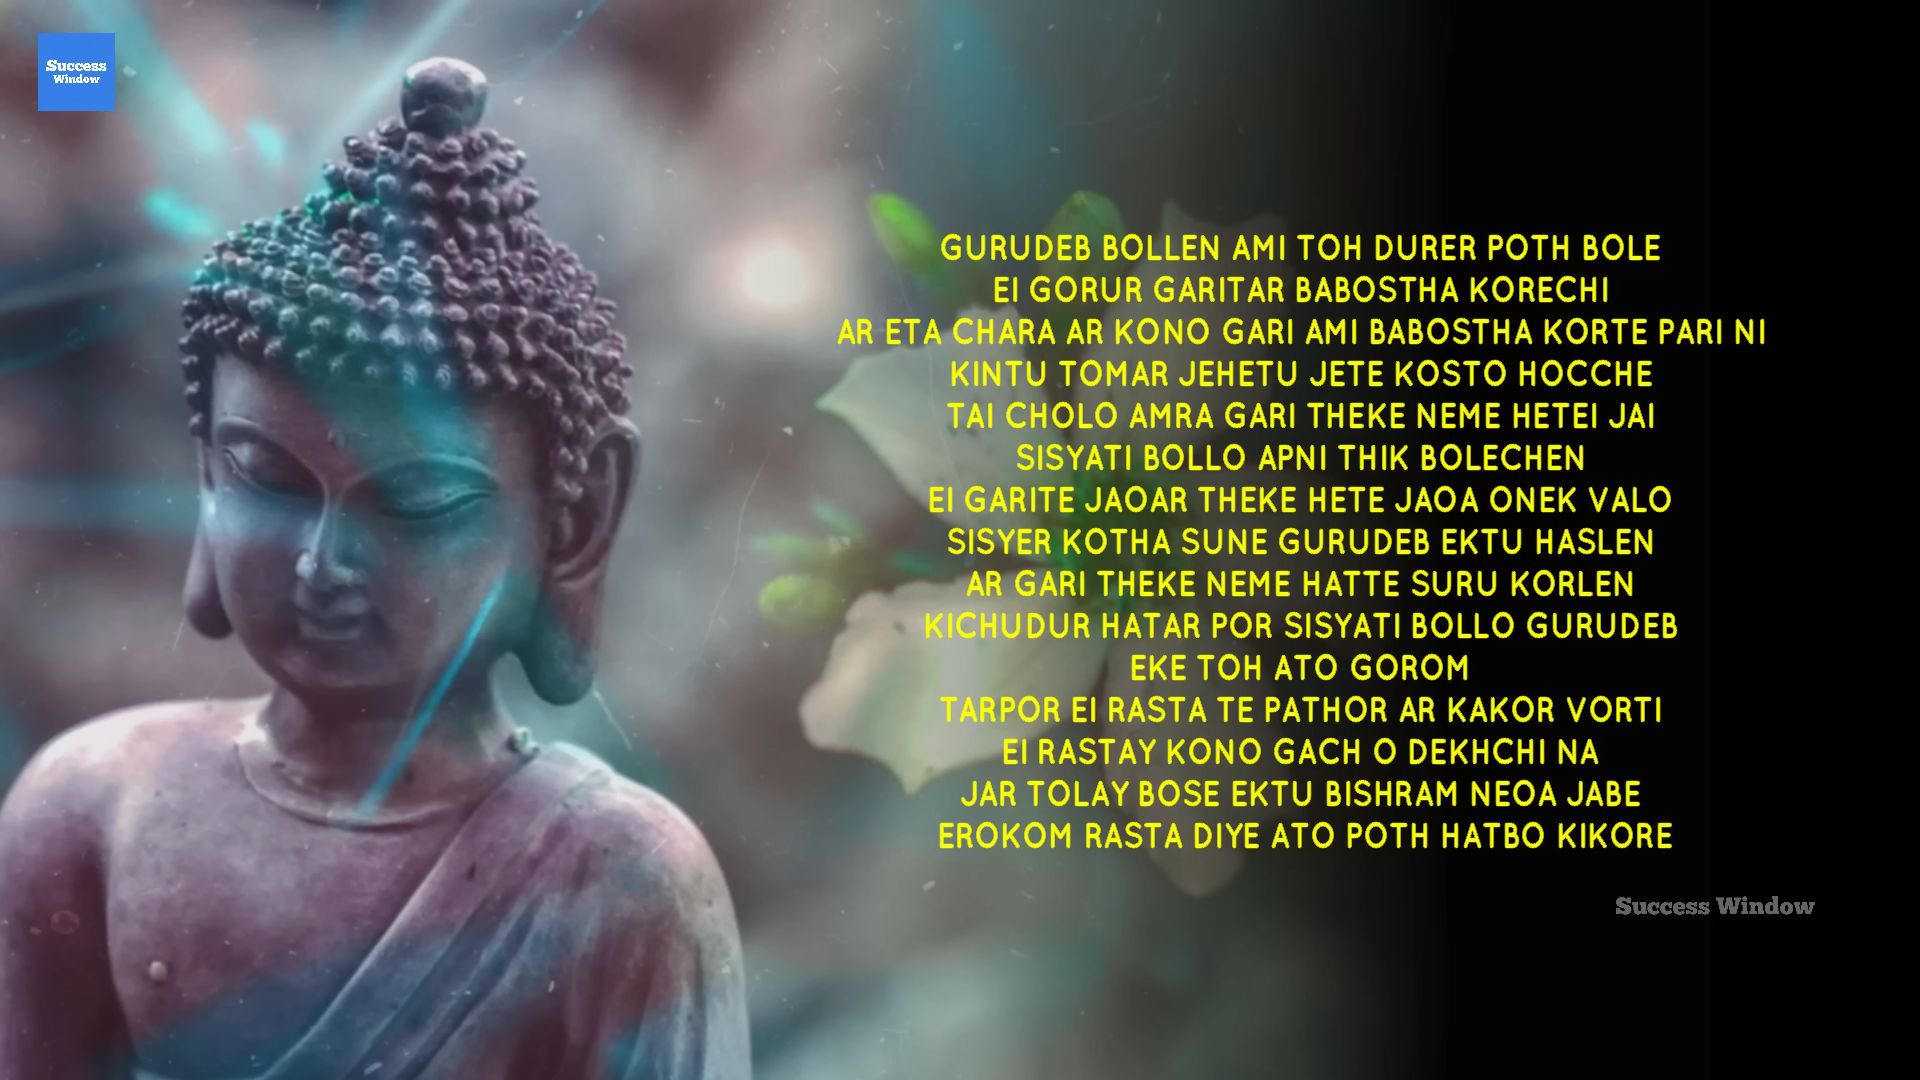 Success
Window
GURUDEB BOLLEN AMI TOH DURER POTH BOLE
EI GORUR GARITAR BABOSTHA KORECHI
AR ETA CHARA AR KONO GARI AMI BABOSTHA KORTE PARI NI
KINTU TOMAR JEHETU JETE KOSTO HOCCHE
TAI CHOLO AMRA GARI THEKE NEME HETEI JAI
SISYATI BOLLO APNI THIK BOLECHEN
EI GARITE JAOAR THEKE HETE JAOA ONEK VALO
SISYER KOTHA SUNE GURUDEB EKTU HASLEN
AR GARI THEKE NEME HATTE SURU KORLEN
KICHUDUR HATAR POR SISYATI BOLLO GURUDEB
EKE TOH ATO GOROM
TARPOR EI RASTA TE PATHOR AR KAKOR VORTI
EI RASTAY KONO GACH O DEKHCHI NA
JAR TOLAY BOSE EKTU BISHRAM NEOA JABE
EROKOM RASTA DIYE ATO POTH HATBO KIKORE
Success Window